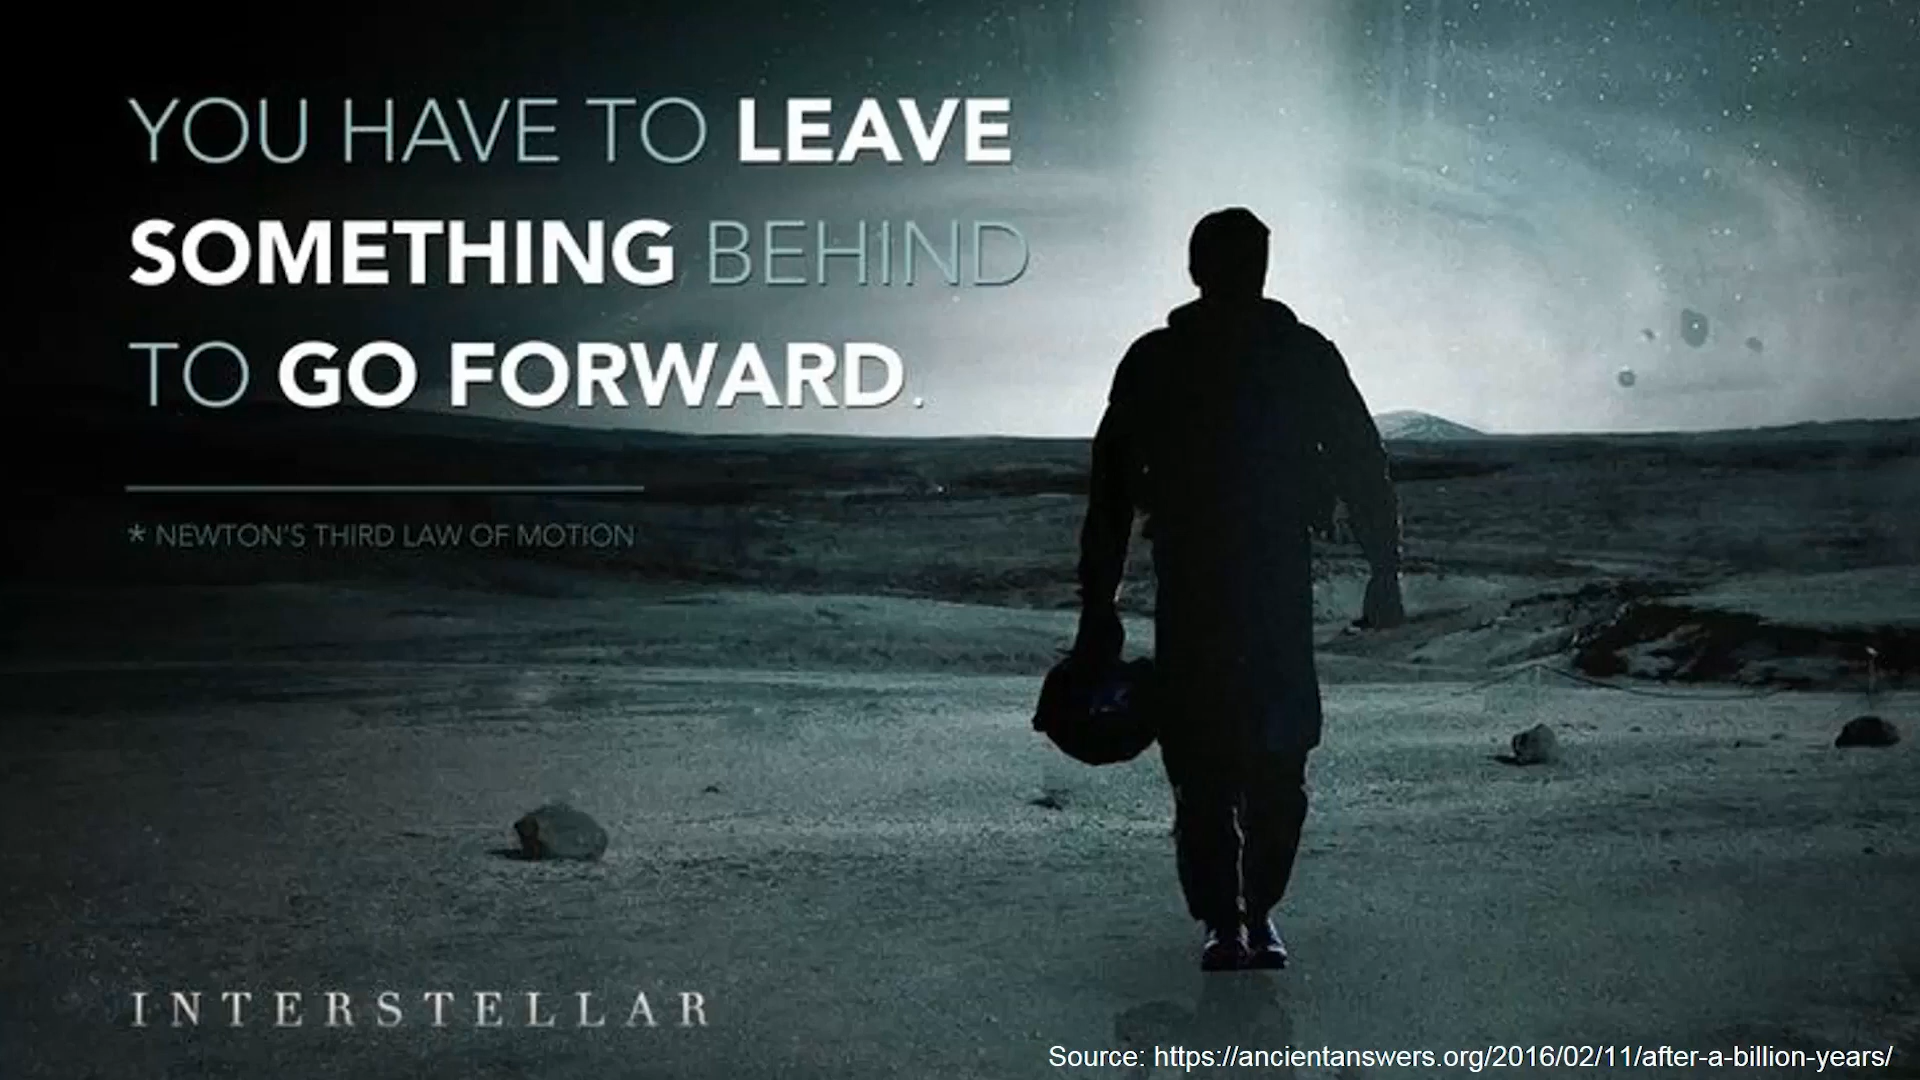 YOU HAVE TO LEAVE
SOMETHING BEHIND
TO GO FORWARD.
* NEWTON'S THIRD LAW OF MOTION
INTERSTELLAR
Source: https://ancientanswers.org/2016/02/11/after-a-billion-years/